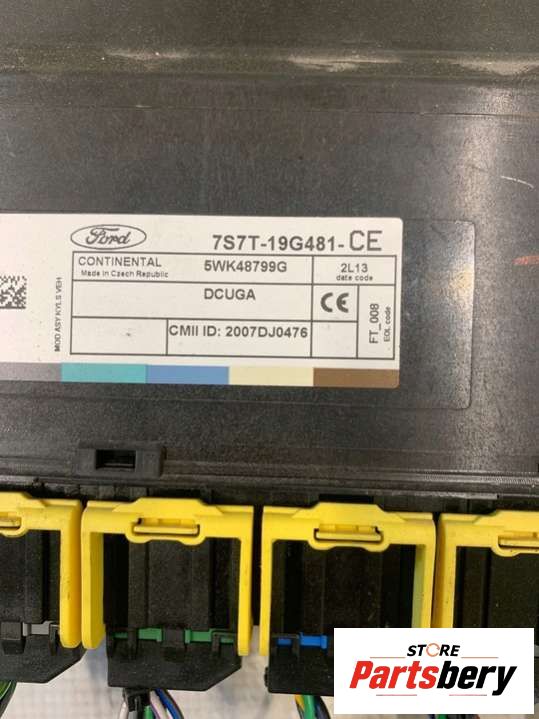 Ford
7S7T-19G481-CE
CONTINENTAL
Made in Czech Republic
5WK48799G
2L13
date code
DCUGA
CE
CMII ID: 2007DJ0476
FT_008
EOL code
MOD ASY KYLS VEH
STORE
Partsbery